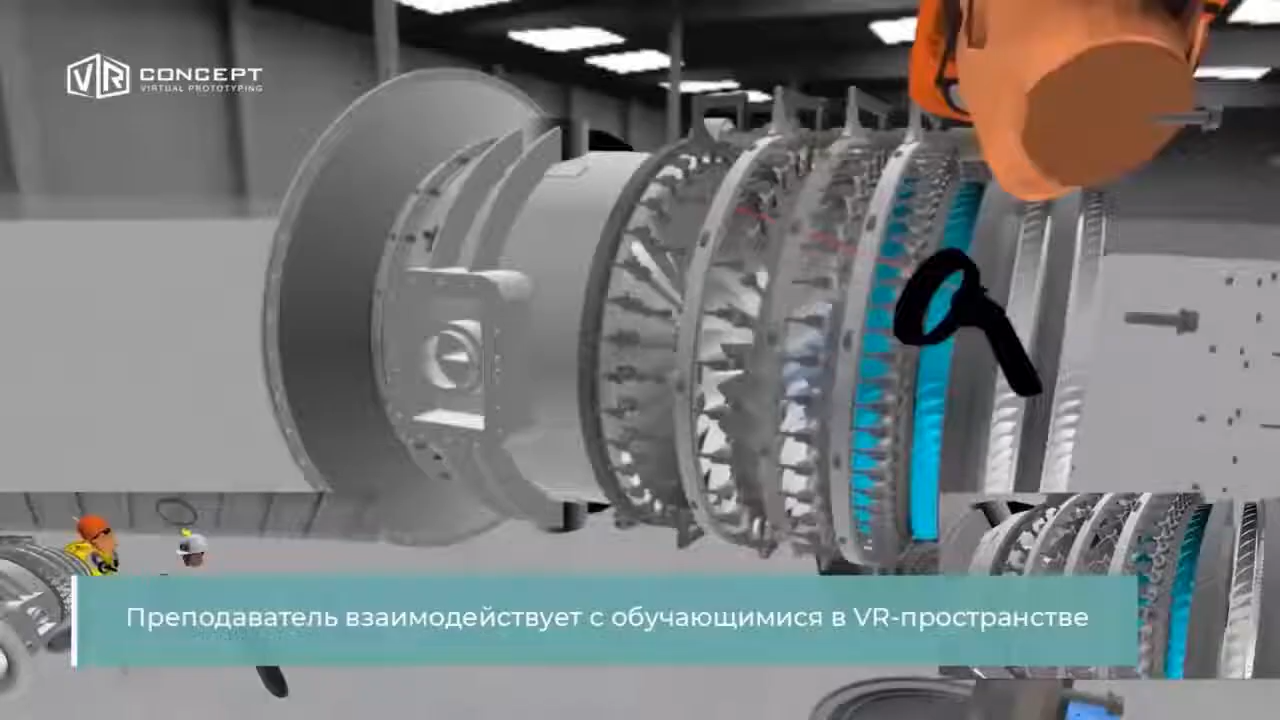 VR CONCEPT
VIRTUAL PROTOTYPING
Преподаватель взаимодействует с обучающимися в VR-пространстве